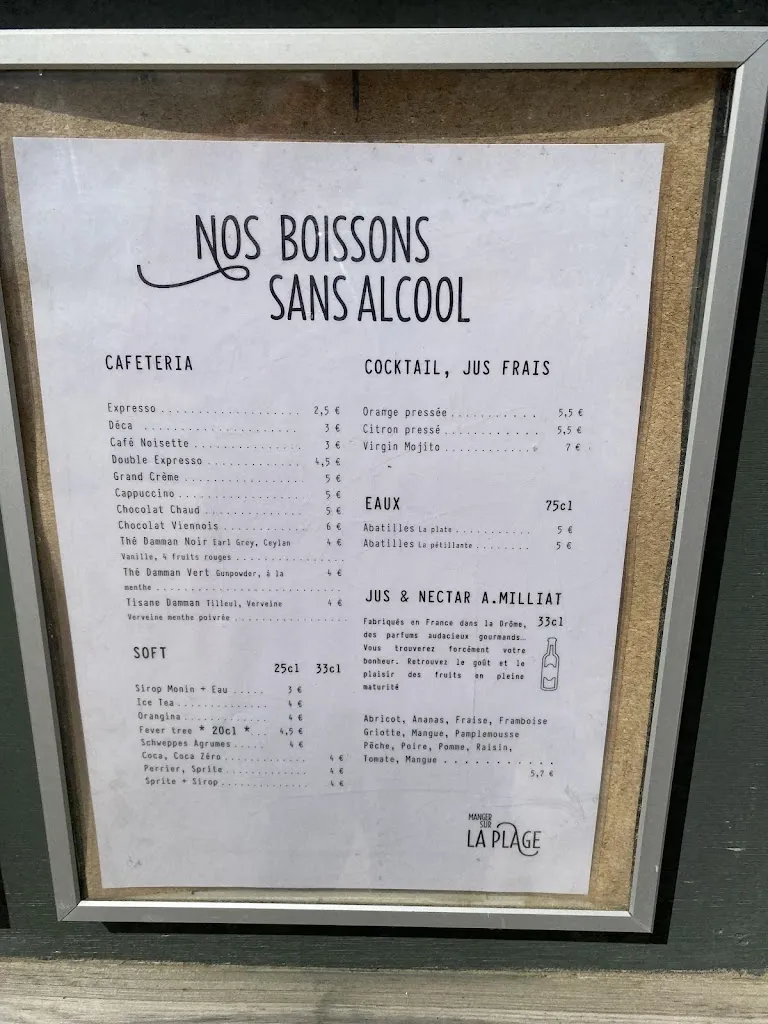 NOS BOISSONS
SANS ALCOOL
CAFETERIA
Expresso .................. 2,5 €
Déca ..................... 3 €
Café Noisette .............. 3 €
Double Expresso ............ 4,5 €
Grand Crème ................ 5 €
Cappuccino ................. 5 €
Chocolat Chaud ............. 5 €
Chocolat Viennois .......... 6 €
Thé Damman Noir Earl Grey, Ceylan 4 €
Vanille, 4 fruits rouges ..............
Thé Damman Vert Gunpowder, à la 4 €
menthe .........................
Tisane Damman Tilleul, Verveine 4 €
Verveine menthe poivrée ...............
SOFT
25cl 33cl
Sirop Monin + Eau ..... 3 €
Ice Tea ............... 4 €
Orangina .............. 4 €
Fever tree * 20cl * .. 4,5 €
Schweppes Agrumes .... 4 €
Coca, Coca Zéro ........... 4 €
Perrier, Sprite ........... 4 €
Sprite + Sirop ............ 4 €
COCKTAIL, JUS FRAIS
Orange pressée ............ 5,5 €
Citron pressé ............. 5,5 €
Virgin Mojito ............. 7 €
EAUX 75cl
Abatilles La plate ........... 5 €
Abatilles La pétillante ........ 5 €
JUS & NECTAR A.MILLIAT
Fabriqués en France dans la Drôme, 33cl
des parfums audacieux gourmands…
Vous trouverez forcément votre
bonheur. Retrouvez le goût et le
plaisir des fruits en pleine
maturité
Abricot, Ananas, Fraise, Framboise
Griotte, Mangue, Pamplemousse
Pêche, Poire, Pomme, Raisin,
Tomate, Mangue ............
5,7 €
MANGER
SUR
LA PLAGE